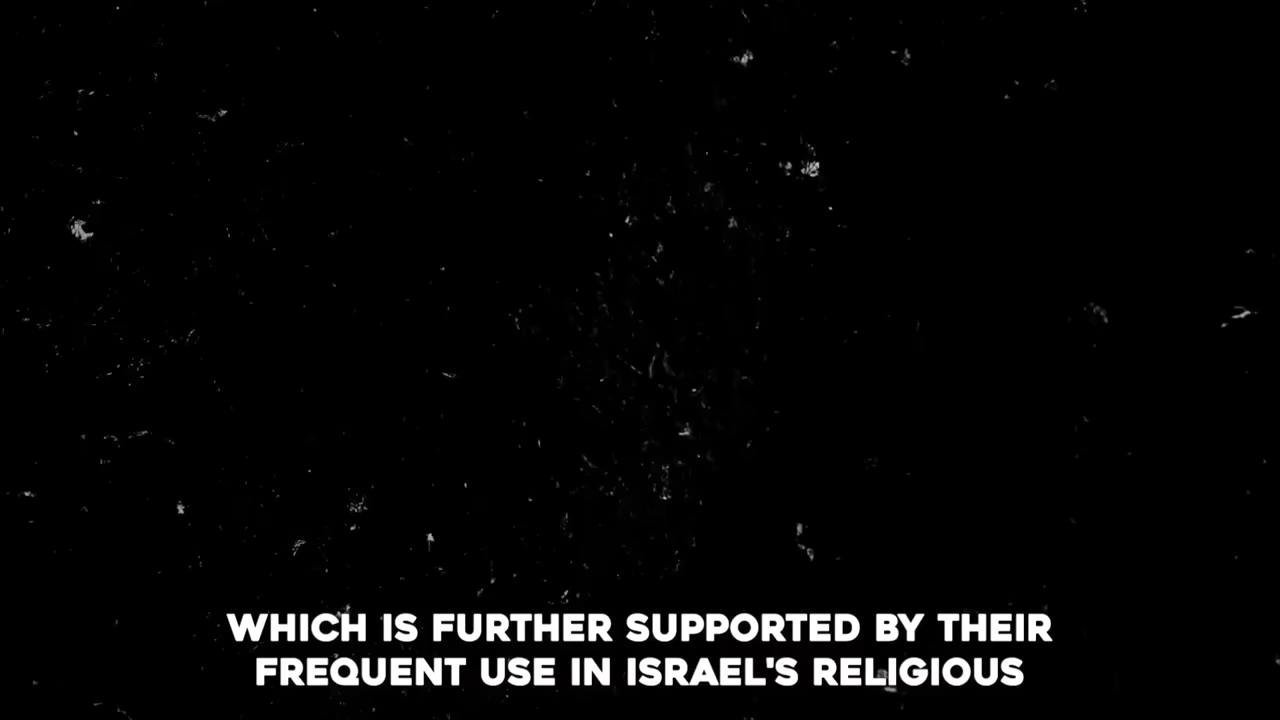 WHICH IS FURTHER SUPPORTED BY THEIR
FREQUENT USE IN ISRAEL'S RELIGIOUS